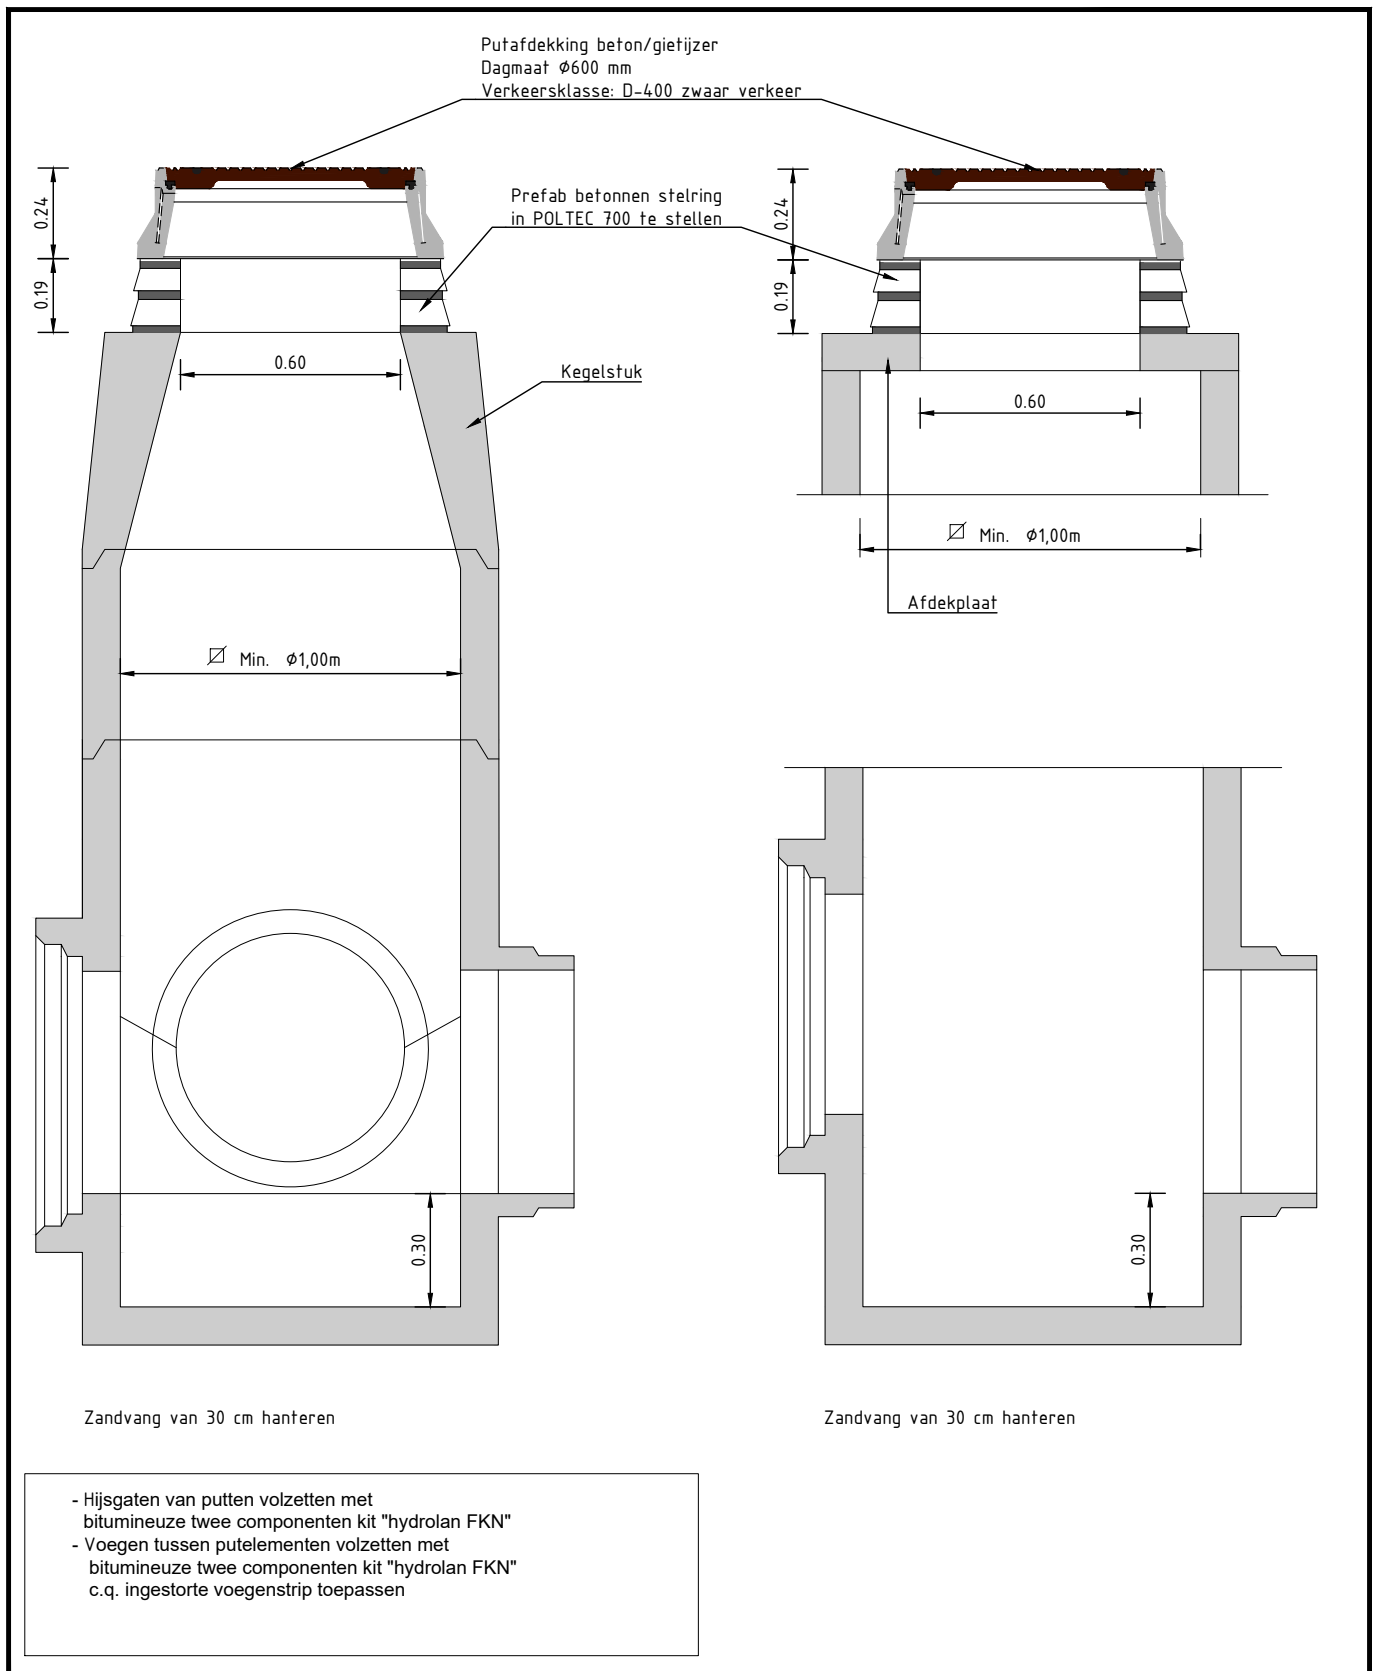 Putafdekking beton/gietijzer
Dagmaat Ø600 mm
Verkeersklasse: D-400 zwaar verkeer
Prefab betonnen stelring
in POLTEC 700 te stellen
0.24
0.19
0.24
0.19
0.60
Kegelstuk
0.60
Min. Ø1,00m
Afdekplaat
Min. Ø1,00m
0.30
0.30
Zandvang van 30 cm hanteren
Zandvang van 30 cm hanteren
- Hijsgaten van putten volzetten met
bitumineuze twee componenten kit "hydrolan FKN"
- Voegen tussen putelementen volzetten met
bitumineuze twee componenten kit "hydrolan FKN"
c.q. ingestorte voegenstrip toepassen